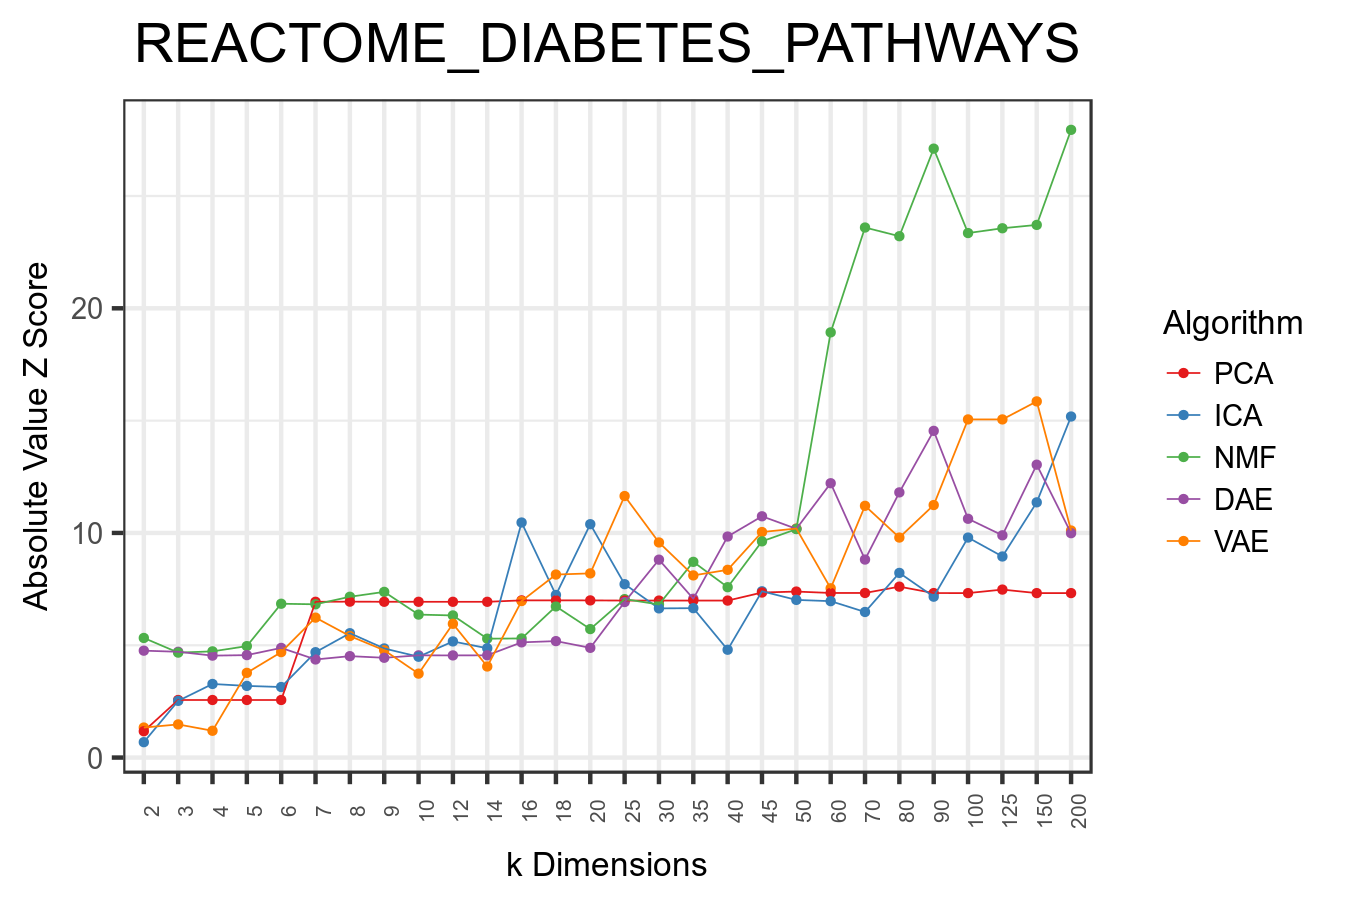 REACTOME_DIABETES_PATHWAYS
Absolute Value Z Score
20
10
0
2 3 4 5 6 7 8 9 10 12 14 16 18 20 25 30 35 40 45 50 60 70 80 90 100 125 150 200
k Dimensions
Algorithm
PCA
ICA
NMF
DAE
VAE